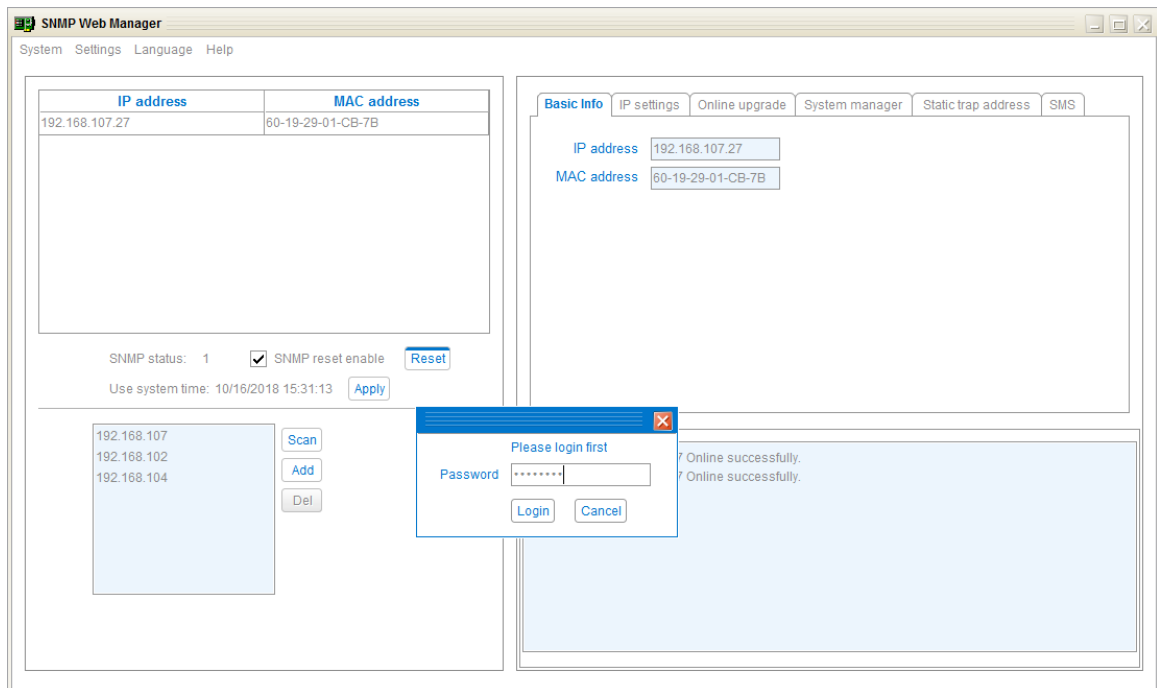 SNMP Web Manager
System Settings Language Help
IP address MAC address
192.168.107.27 60-19-29-01-CB-7B
SNMP status: 1 SNMP reset enable Reset
Use system time: 10/16/2018 15:31:13 Apply
192.168.107
192.168.102
192.168.104
Scan
Add
Del
Basic Info IP settings Online upgrade System manager Static trap address SMS
IP address 192.168.107.27
MAC address 60-19-29-01-CB-7B
Please login first
Password ********
Login Cancel
7 Online successfully.
7 Online successfully.